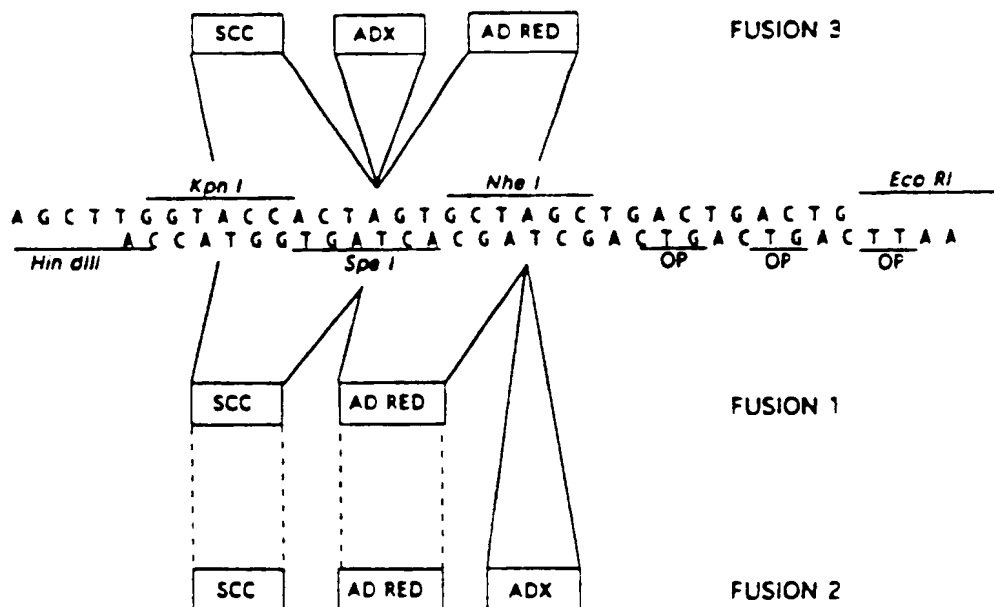 SCC ADX AD RED FUSION 3
Kpn I Nhe I Eco RI
A G C T T G G T A C C A C T A G T G C T A G C T G A C T G A C T G
A C C A T G G T G A T C A C G A T C G A C T G A C T G A C T T A A
Hin dIII Spe I OP OP OP
SCC AD RED FUSION 1
SCC AD RED ADX FUSION 2